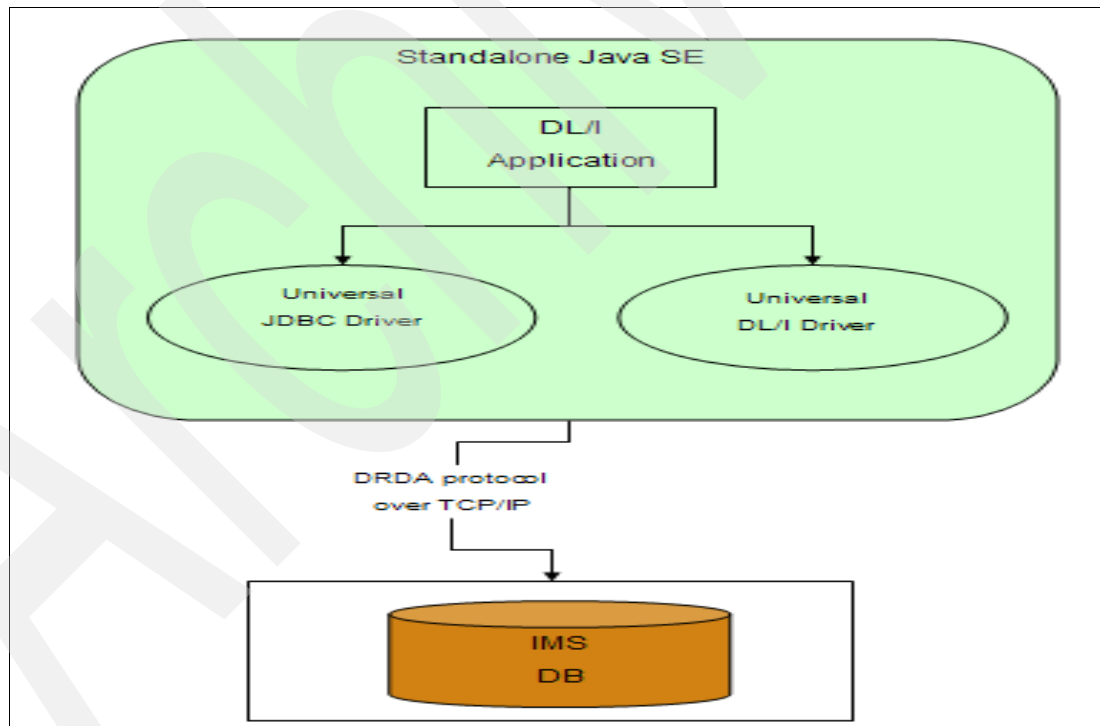 Standalone Java SE
DL/I
Application
Universal
JDBC Driver
Universal
DL/I Driver
DRDA protocol
over TCP/IP
IMS
DB